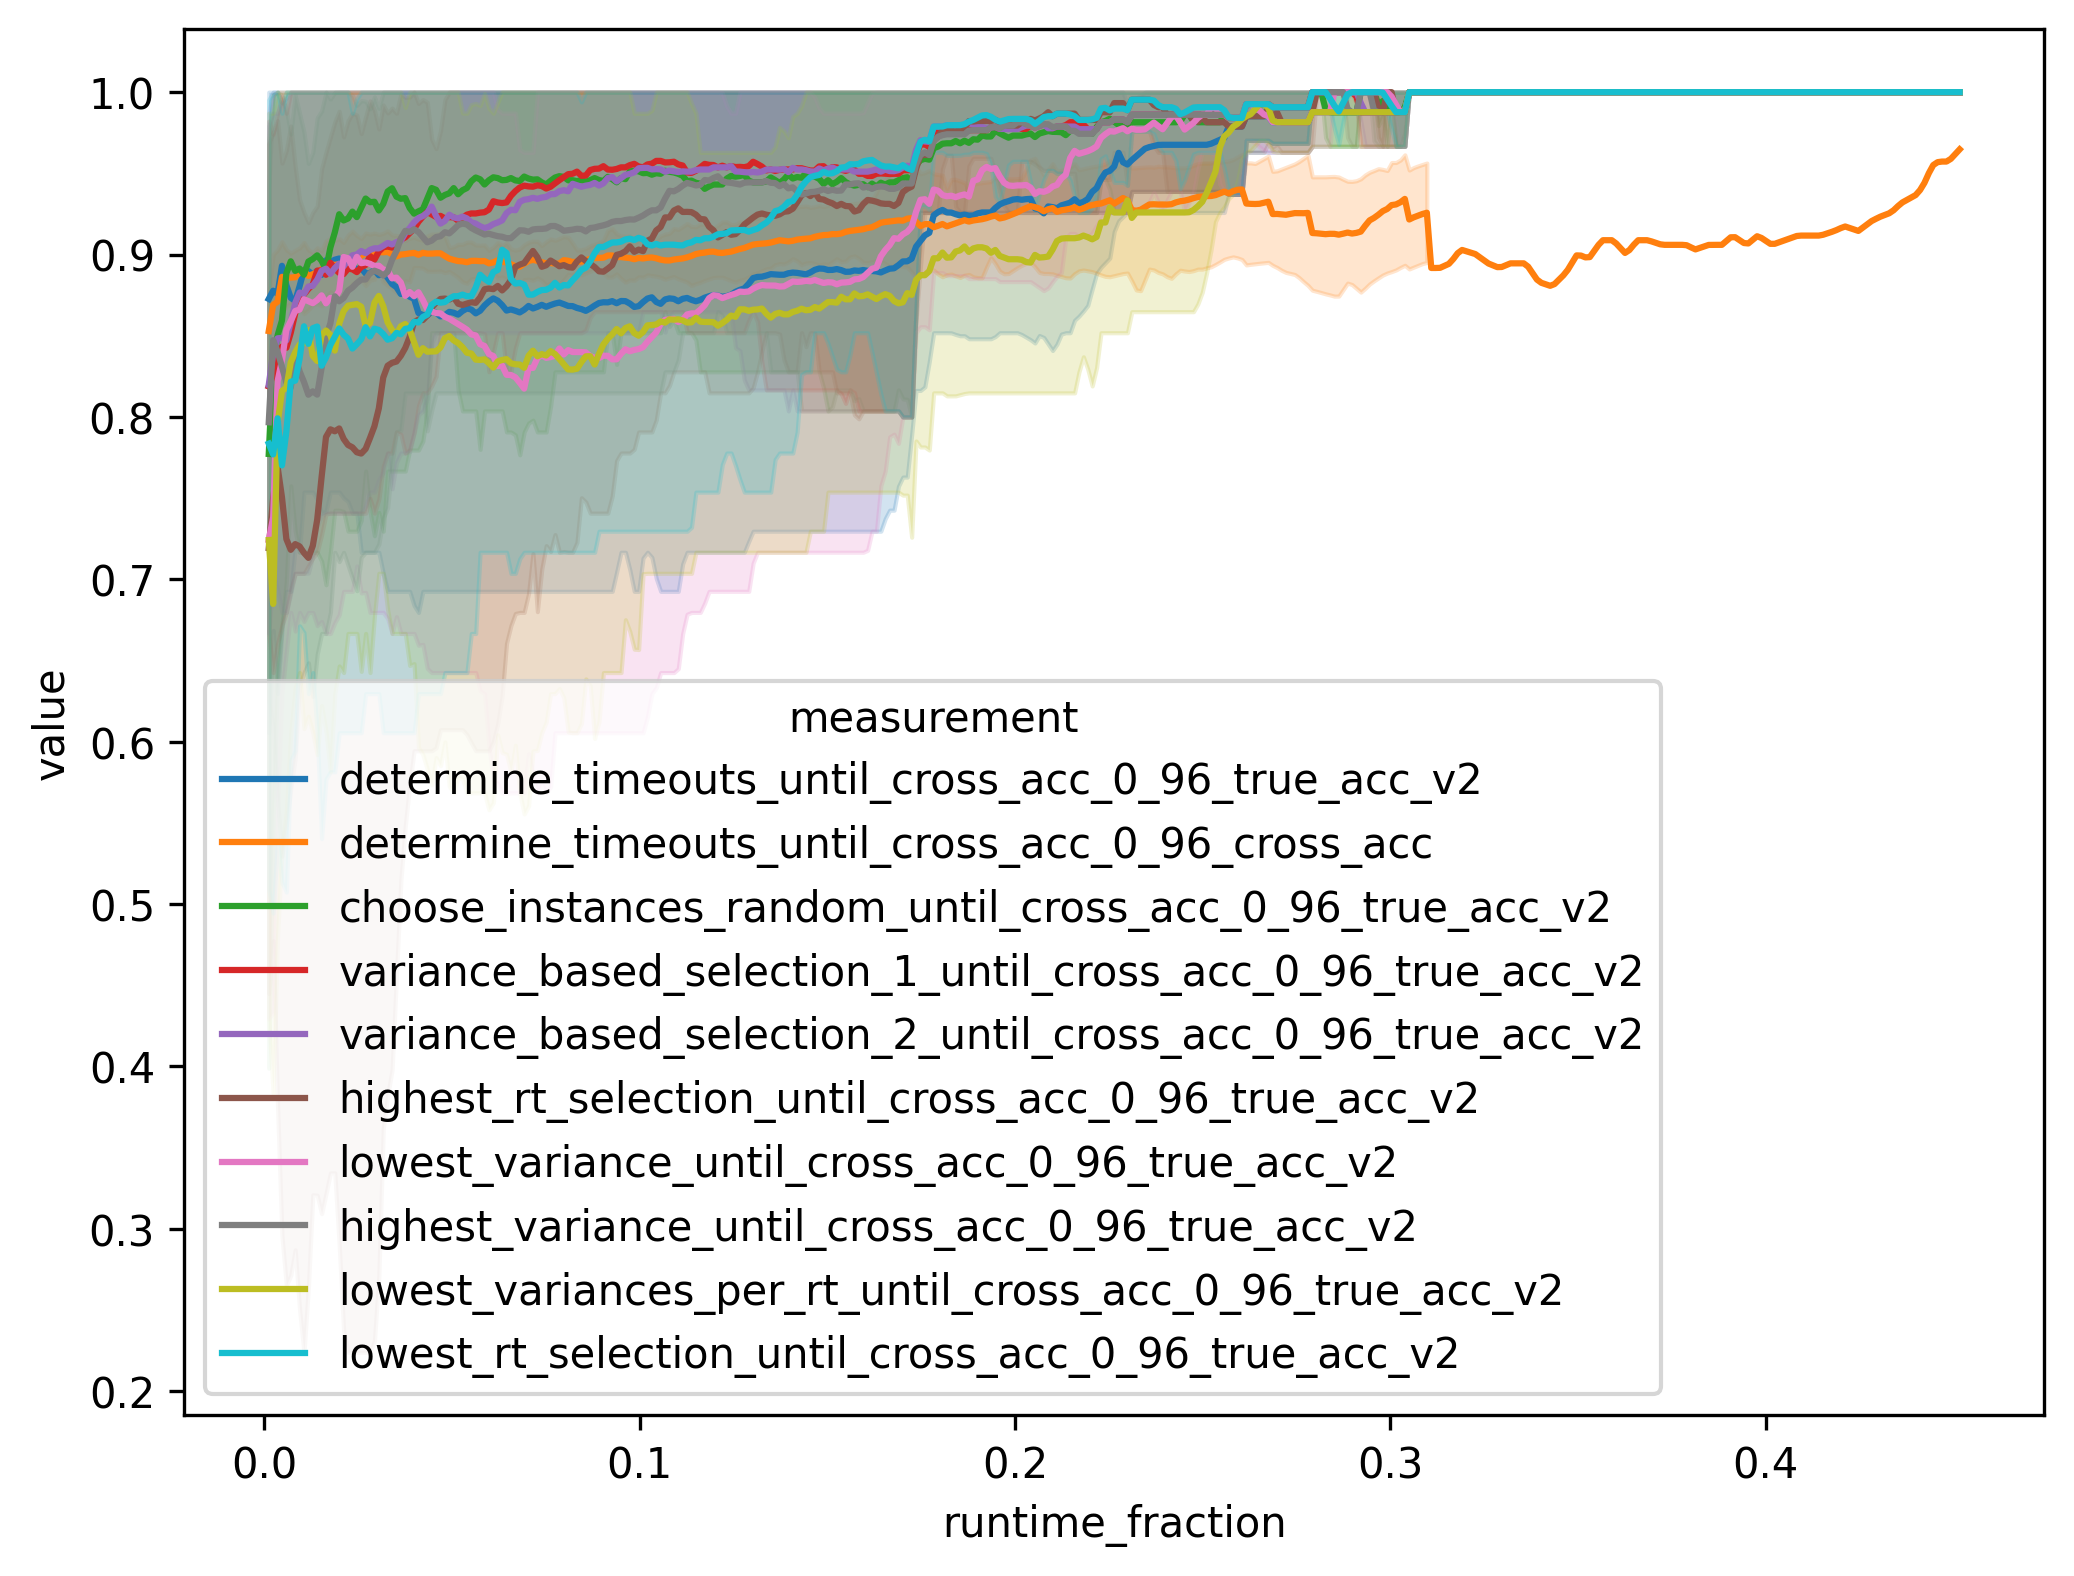 1.0
0.9
0.8
0.7
0.6
0.5
0.4
0.3
0.2
value
measurement
determine_timeouts_until_cross_acc_0_96_true_acc_v2
determine_timeouts_until_cross_acc_0_96_cross_acc
choose_instances_random_until_cross_acc_0_96_true_acc_v2
variance_based_selection_1_until_cross_acc_0_96_true_acc_v2
variance_based_selection_2_until_cross_acc_0_96_true_acc_v2
highest_rt_selection_until_cross_acc_0_96_true_acc_v2
lowest_variance_until_cross_acc_0_96_true_acc_v2
highest_variance_until_cross_acc_0_96_true_acc_v2
lowest_variances_per_rt_until_cross_acc_0_96_true_acc_v2
lowest_rt_selection_until_cross_acc_0_96_true_acc_v2
0.0 0.1 0.2 0.3 0.4
runtime_fraction